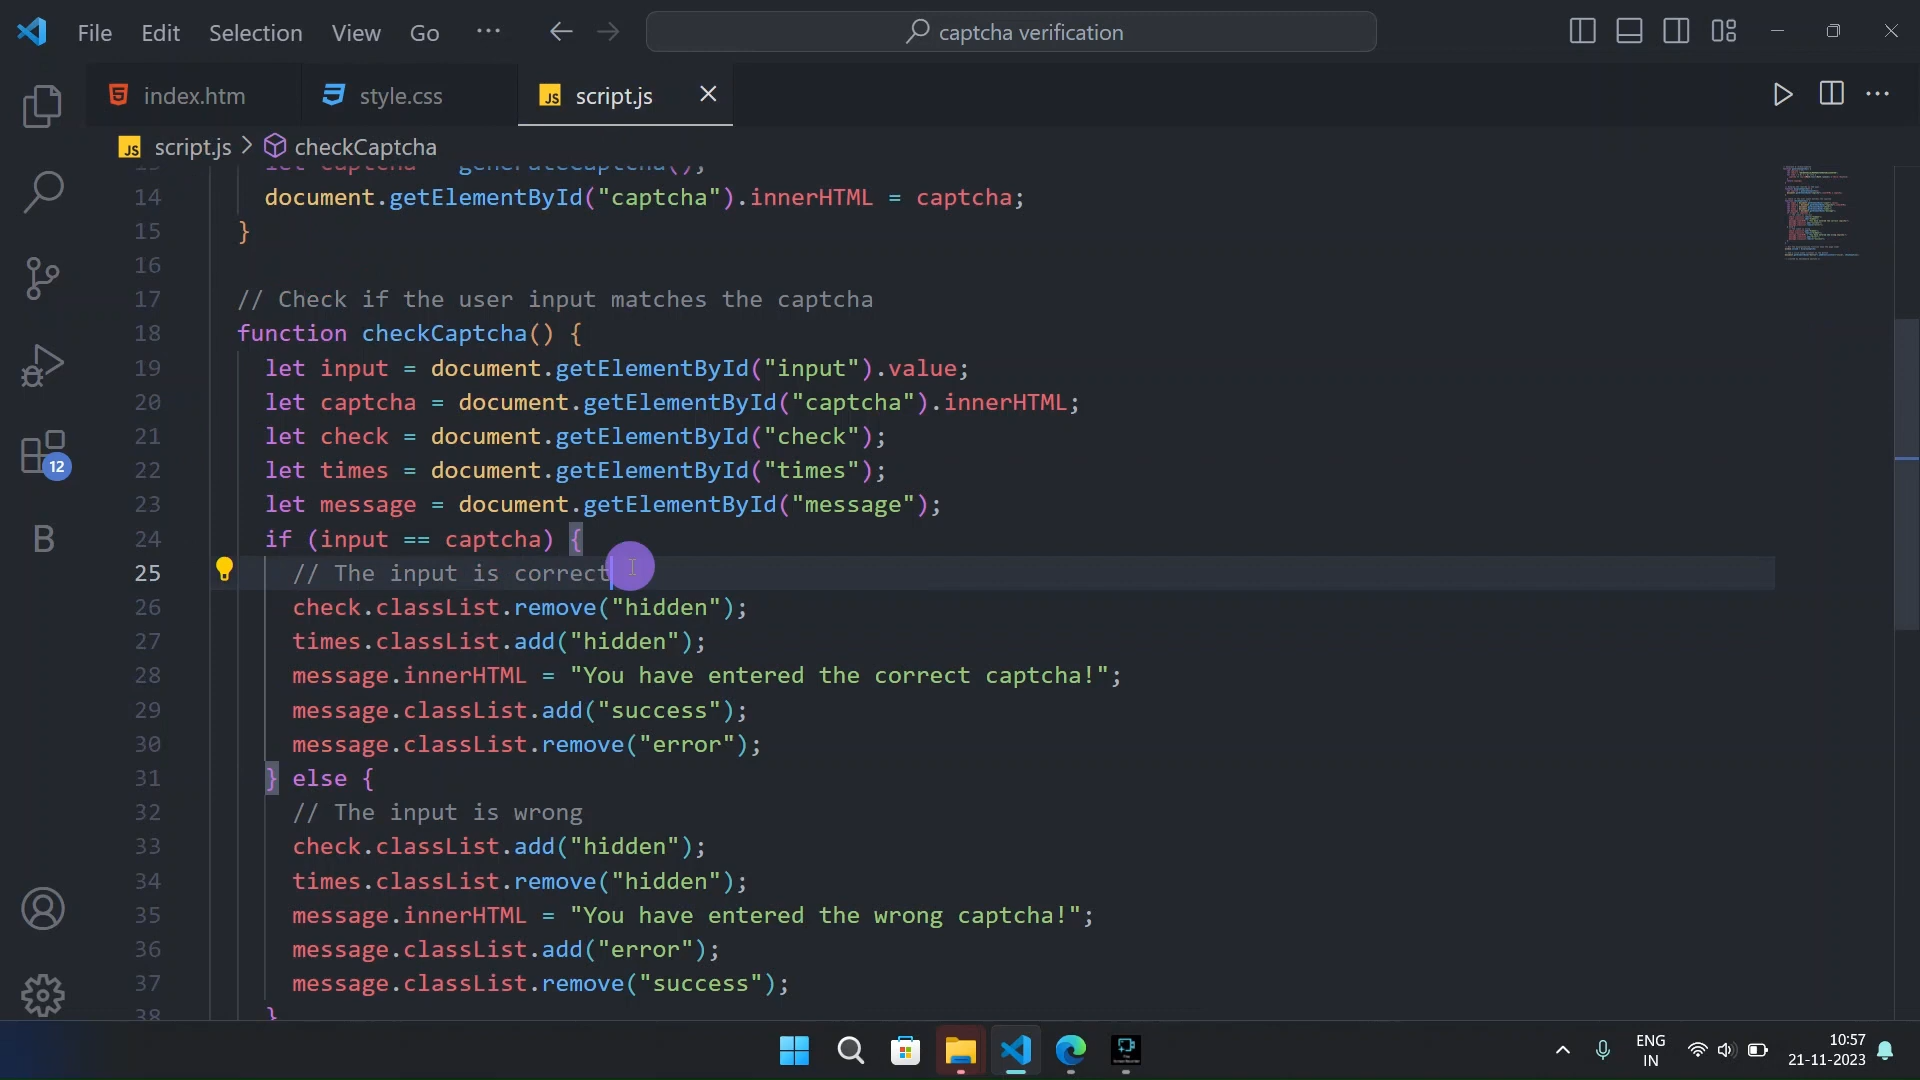 File Edit Selection View Go ··· captcha verification
index.htm style.css JS script.js
JS script.js > checkCaptcha
13 let captcha = generateCaptcha();
14 document.getElementById("captcha").innerHTML = captcha;
15 }
16
17 // Check if the user input matches the captcha
18 function checkCaptcha() {
19 let input = document.getElementById("input").value;
20 let captcha = document.getElementById("captcha").innerHTML;
21 let check = document.getElementById("check");
22 let times = document.getElementById("times");
23 let message = document.getElementById("message");
24 if (input == captcha) {
25 // The input is correct
26 check.classList.remove("hidden");
27 times.classList.add("hidden");
28 message.innerHTML = "You have entered the correct captcha!";
29 message.classList.add("success");
30 message.classList.remove("error");
31 } else {
32 // The input is wrong
33 check.classList.add("hidden");
34 times.classList.remove("hidden");
35 message.innerHTML = "You have entered the wrong captcha!";
36 message.classList.add("error");
37 message.classList.remove("success");
38 }
12
B
ENG
IN
10:57
21-11-2023